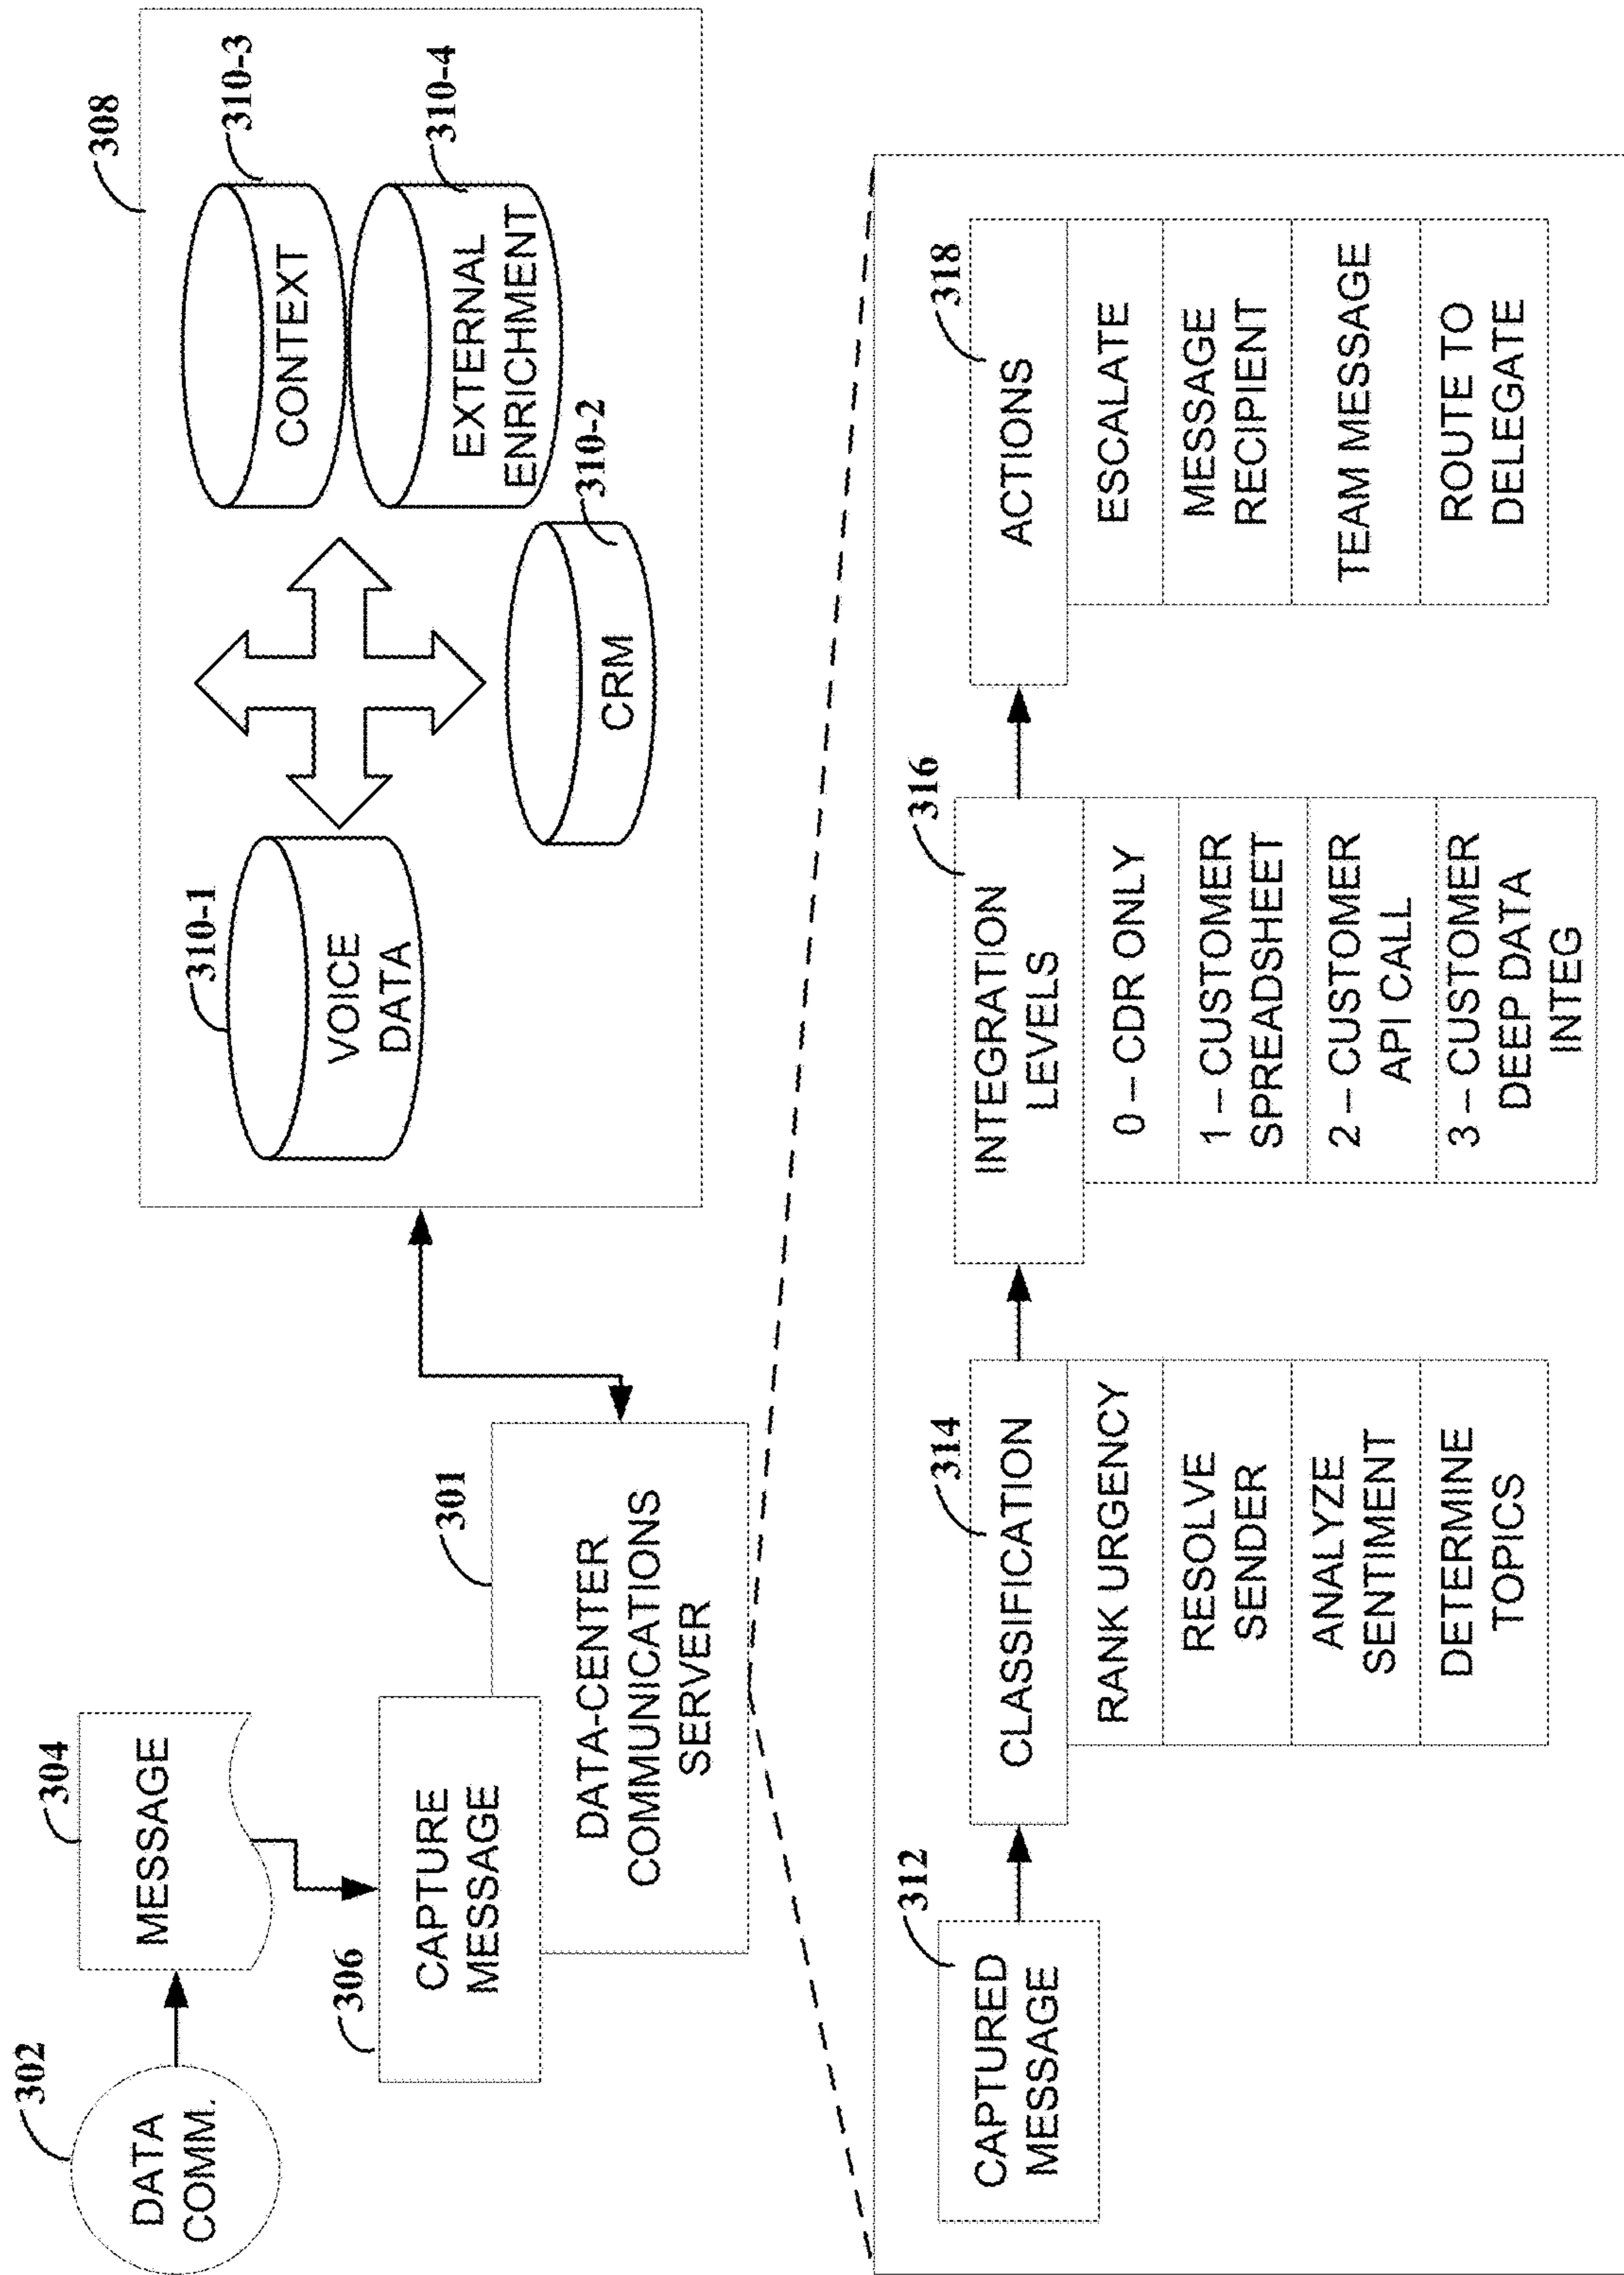 302
DATA
COMM.
304
MESSAGE
306
CAPTURE
MESSAGE
301
DATA-CENTER
COMMUNICATIONS
SERVER
308
310-1
VOICE
DATA
310-3
CONTEXT
310-4
EXTERNAL
ENRICHMENT
310-2
CRM
312
CAPTURED
MESSAGE
314
CLASSIFICATION
RANK URGENCY
RESOLVE
SENDER
ANALYZE
SENTIMENT
DETERMINE
TOPICS
316
INTEGRATION
LEVELS
0 – CDR ONLY
1 – CUSTOMER
SPREADSHEET
2 – CUSTOMER
API CALL
3 – CUSTOMER
DEEP DATA
INTEG
318
ACTIONS
ESCALATE
MESSAGE
RECIPIENT
TEAM MESSAGE
ROUTE TO
DELEGATE